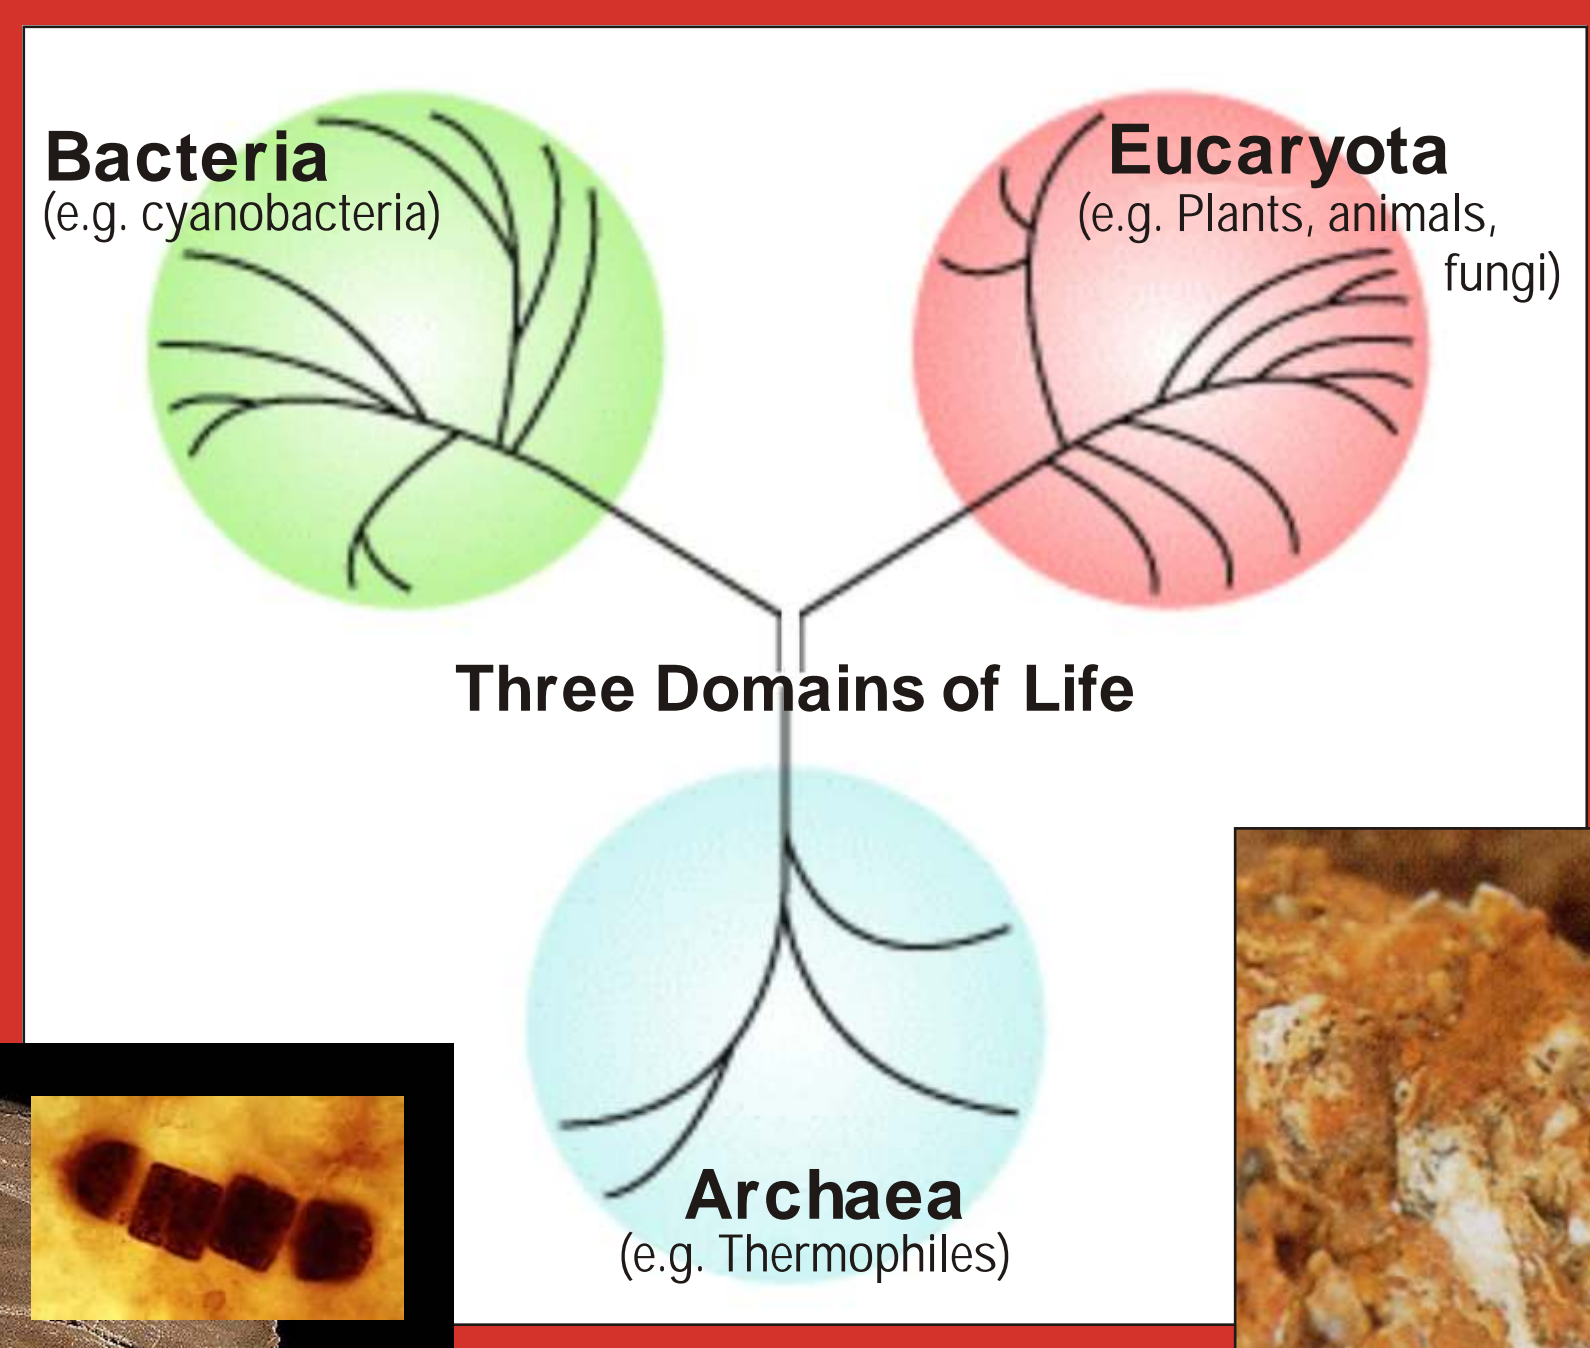 Bacteria
(e.g. cyanobacteria)
Eucaryota
(e.g. Plants, animals,
fungi)
Three Domains of Life
Archaea
(e.g. Thermophiles)